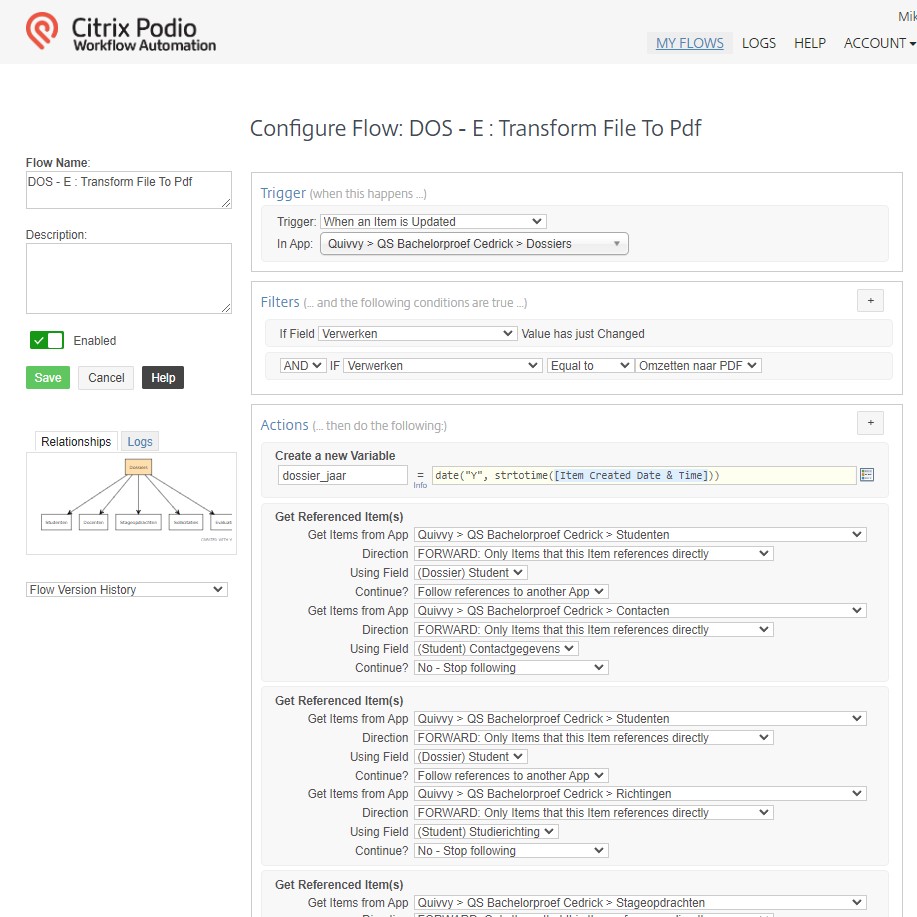 Citrix Podio
Workflow Automation
Mik
MY FLOWS LOGS HELP ACCOUNT
Configure Flow: DOS - E : Transform File To Pdf
Flow Name:
DOS - E : Transform File To Pdf
Description:
Enabled
Save Cancel Help
Relationships Logs
Dossiers
Studenten Docenten Stageopdrachten Sollicitaties Evaluati
Flow Version History
Trigger (when this happens ...)
Trigger: When an Item is Updated
In App: Quivvy > QS Bachelorproef Cedrick > Dossiers
Filters (... and the following conditions are true ...)
+
If Field Verwerken Value has just Changed
AND IF Verwerken Equal to Omzetten naar PDF
Actions (... then do the following:)
+
Create a new Variable
dossier_jaar = date("Y", strtotime([Item Created Date & Time]))
Info
Get Referenced Item(s)
Get Items from App Quivvy > QS Bachelorproef Cedrick > Studenten
Direction FORWARD: Only Items that this Item references directly
Using Field (Dossier) Student
Continue? Follow references to another App
Get Items from App Quivvy > QS Bachelorproef Cedrick > Contacten
Direction FORWARD: Only Items that this Item references directly
Using Field (Student) Contactgegevens
Continue? No - Stop following
Get Referenced Item(s)
Get Items from App Quivvy > QS Bachelorproef Cedrick > Studenten
Direction FORWARD: Only Items that this Item references directly
Using Field (Dossier) Student
Continue? Follow references to another App
Get Items from App Quivvy > QS Bachelorproef Cedrick > Richtingen
Direction FORWARD: Only Items that this Item references directly
Using Field (Student) Studierichting
Continue? No - Stop following
Get Referenced Item(s)
Get Items from App Quivvy > QS Bachelorproef Cedrick > Stageopdrachten
Direction FORWARD: Only Items that this Item references directly